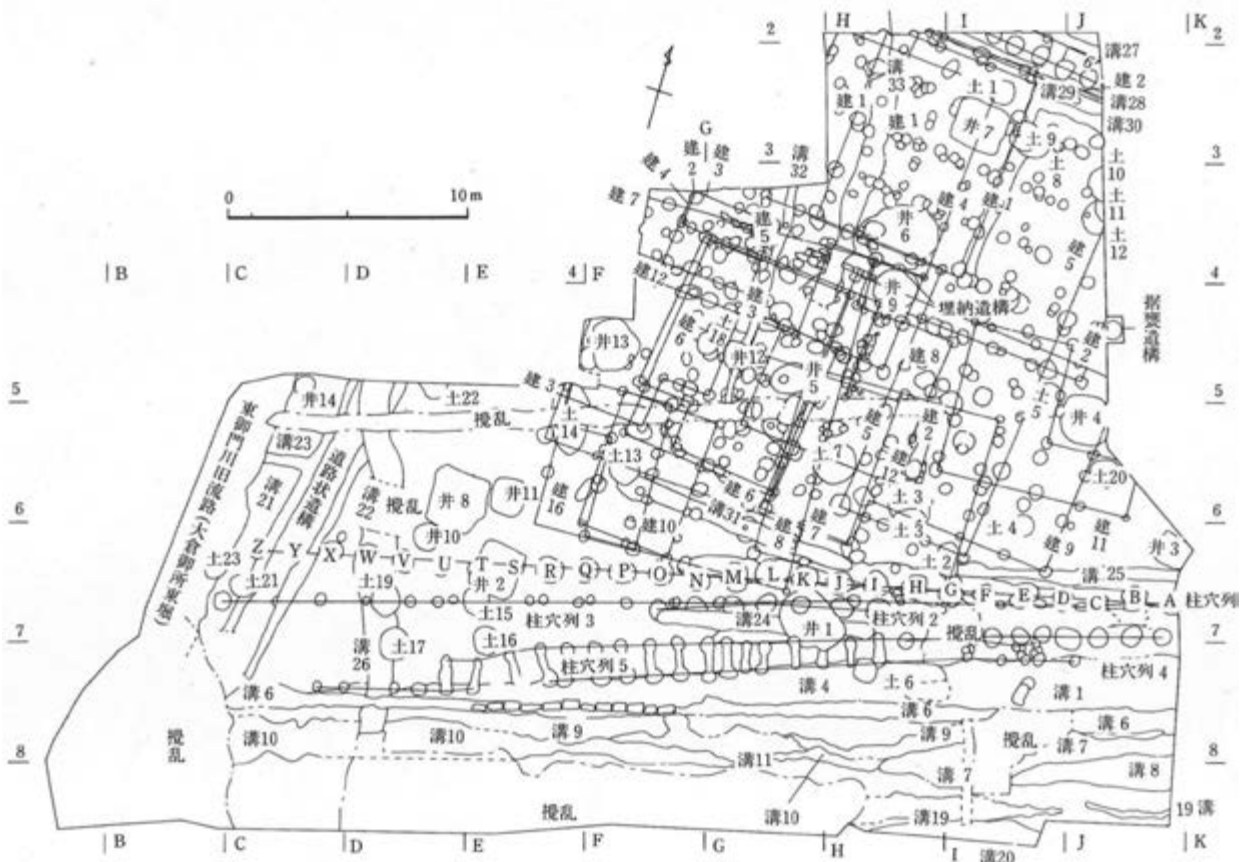 H I J K
2 2
溝27
建2
溝28
溝29
溝30
溝33
土1
建1
建1
井7
土9
土8
3 3
土10
土11
土12
G
建2 建3
建4
建7
溝32
建5
0 10m
井6
建4
建1
建5
B C D E 4 F
4
建12
建3
井9
埋納遺構
据甕遺構
建2
井13
建6
土18
井12
井5
建8
5 5
井14
土22
建3
攪乱
土14
土13
土7
建5
建2
建12
土5
井4
溝23
土20
東御門川旧流路(大倉御所東堀)
溝21
道路状遺構
溝22
攪乱
井8
井11
建16
建6
溝31
建10
建8
建7
土3
土3
土4
建9
建11
6 6
井10
土2
井3
土23
土21
溝25
Z Y X W V U T S R Q P O N M L K J I H G F E D C B A 柱穴列
土19
井2
土15
柱穴列3
溝24
井1
柱穴列2
攪乱
7 7
溝26
土17
土16
柱穴列5
柱穴列4
溝6
溝4
土6
溝1
溝6
溝6
攪乱
溝10
溝10
溝9
溝9
攪乱
溝7
8 8
溝11
溝7
溝8
攪乱
溝10
溝19
19溝
溝20
B C D E F G H I J K